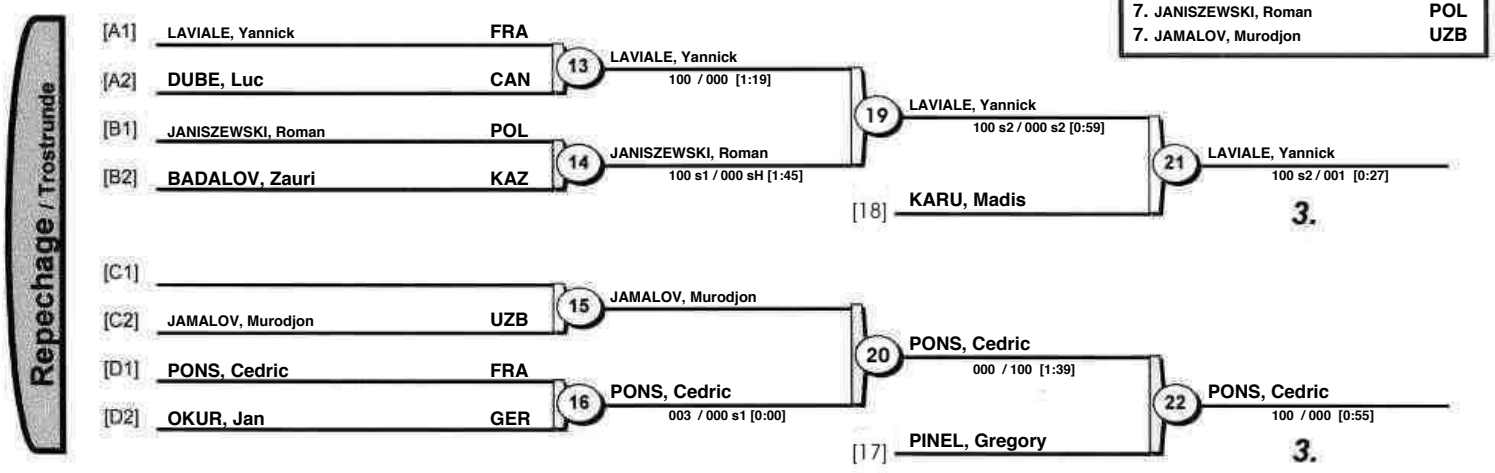 7. JANISZEWSKI, Roman POL
7. JAMALOV, Murodjon UZB
Repechage / Trostrunde
[A1] LAVIALE, Yannick FRA
[A2] DUBE, Luc CAN
13 LAVIALE, Yannick
100 / 000 [1:19]
[B1] JANISZEWSKI, Roman POL
[B2] BADALOV, Zauri KAZ
14 JANISZEWSKI, Roman
100 s1 / 000 sH [1:45]
19 LAVIALE, Yannick
100 s2 / 000 s2 [0:59]
[18] KARU, Madis
21 LAVIALE, Yannick
100 s2 / 001 [0:27]
3.
[C1]
[C2] JAMALOV, Murodjon UZB
15 JAMALOV, Murodjon
[D1] PONS, Cedric FRA
[D2] OKUR, Jan GER
16 PONS, Cedric
003 / 000 s1 [0:00]
20 PONS, Cedric
000 / 100 [1:39]
[17] PINEL, Gregory
22 PONS, Cedric
100 / 000 [0:55]
3.